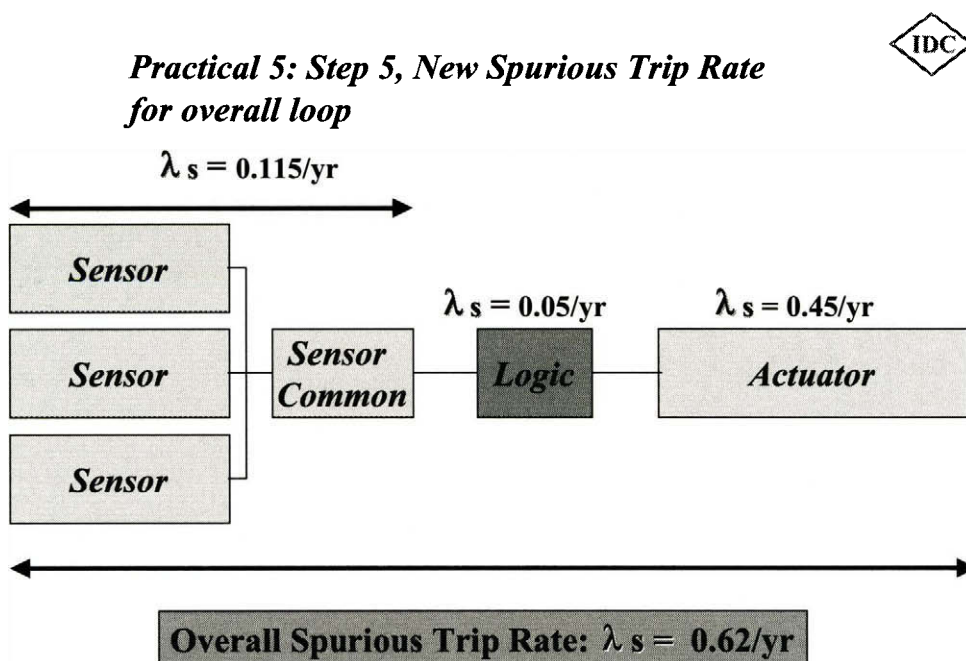 IDC
Practical 5: Step 5, New Spurious Trip Rate
for overall loop
λ s = 0.115/yr
Sensor
Sensor
Sensor
Sensor
Common
λ s = 0.05/yr
Logic
λ s = 0.45/yr
Actuator
Overall Spurious Trip Rate: λ s = 0.62/yr